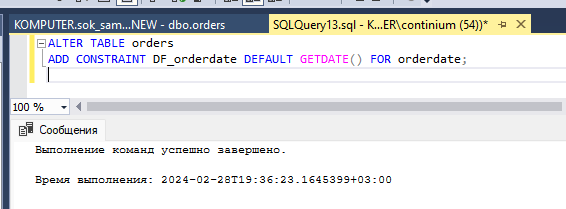 KOMPUTER.sok_sam...NEW - dbo.orders
SQLQuery13.sql - K...ER\continium (54))*
ALTER TABLE orders
ADD CONSTRAINT DF_orderdate DEFAULT GETDATE() FOR orderdate;
100 %
Сообщения
Выполнение команд успешно завершено.
Время выполнения: 2024-02-28T19:36:23.1645399+03:00